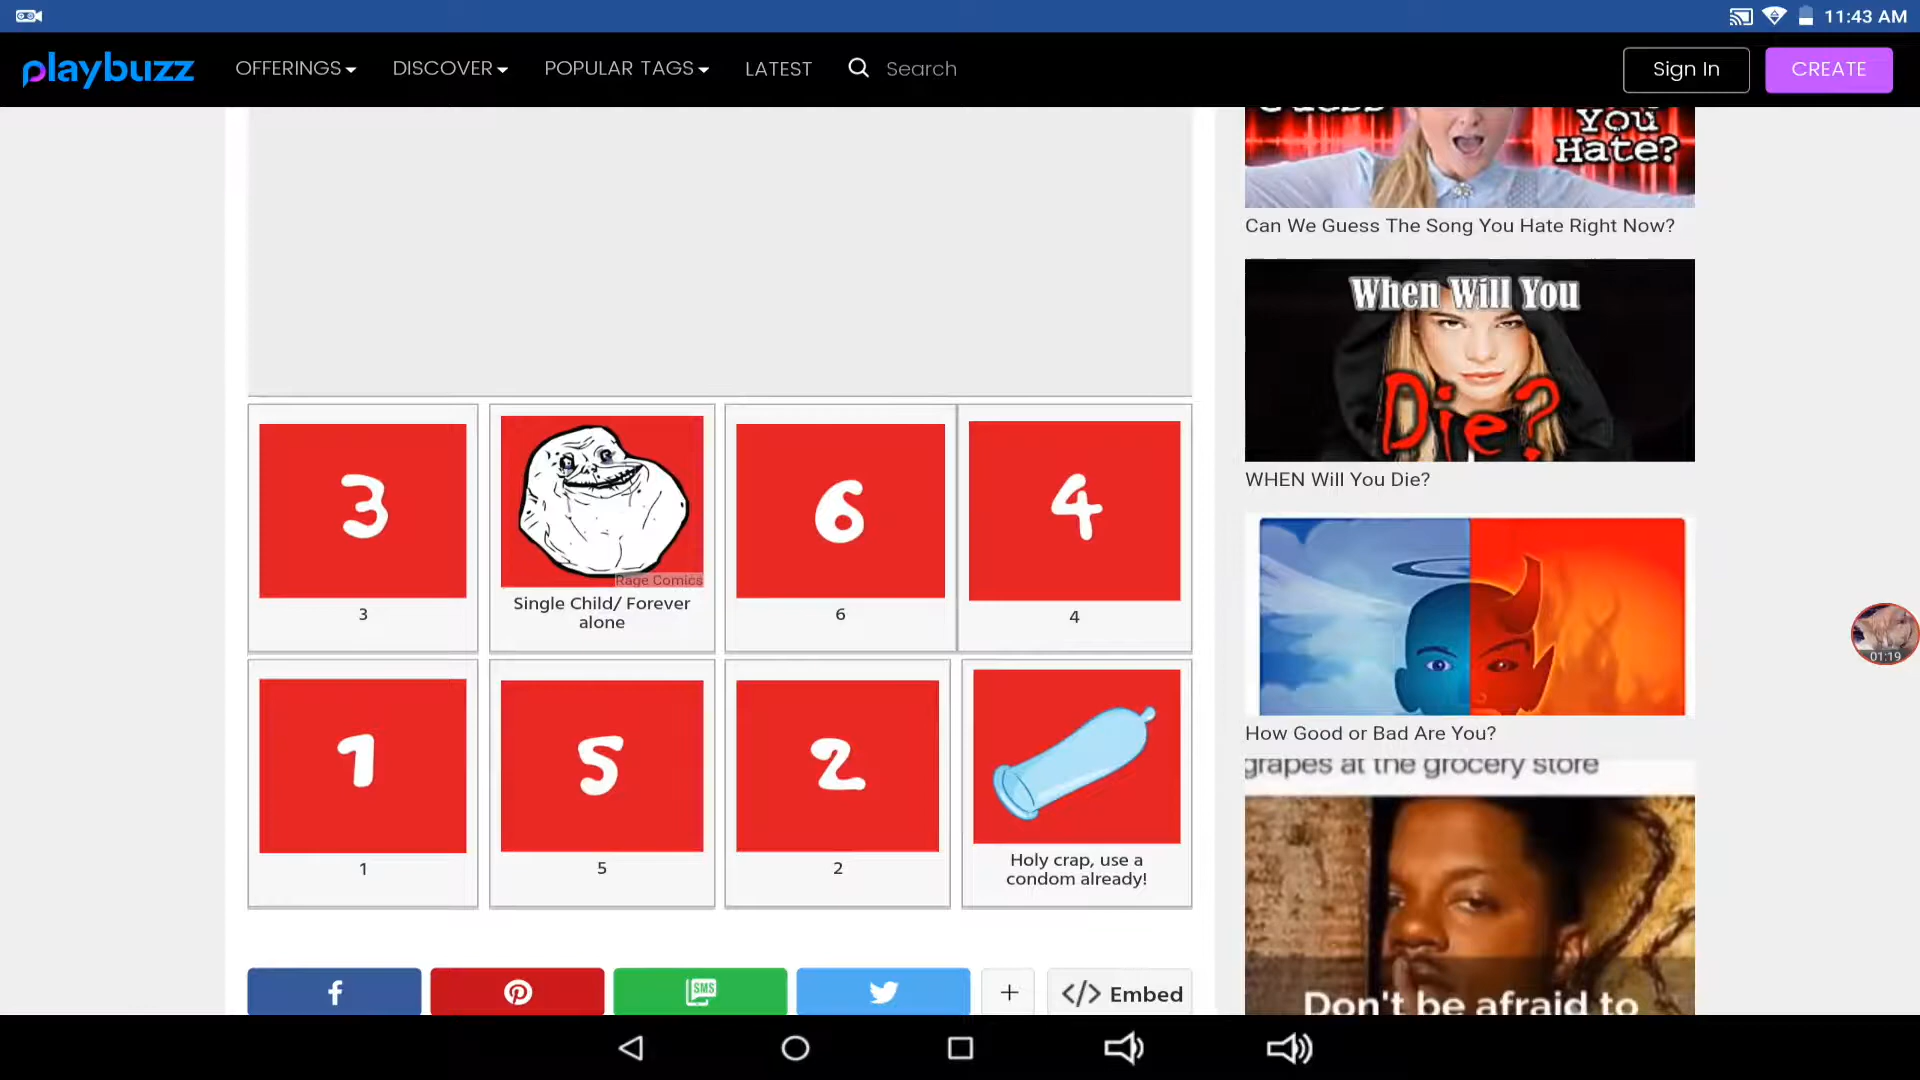 11:43 AM
playbuzz
OFFERINGS
DISCOVER
POPULAR TAGS
LATEST
Search
Sign In
CREATE
3
3
Rage Comics
Single Child/ Forever
alone
6
6
4
4
1
1
5
5
2
2
Holy crap, use a
condom already!
SMS
+
</> Embed
You
Hate?
Can We Guess The Song You Hate Right Now?
When Will You
Die?
WHEN Will You Die?
How Good or Bad Are You?
grapes at the grocery store
Don't be afraid to
01:19